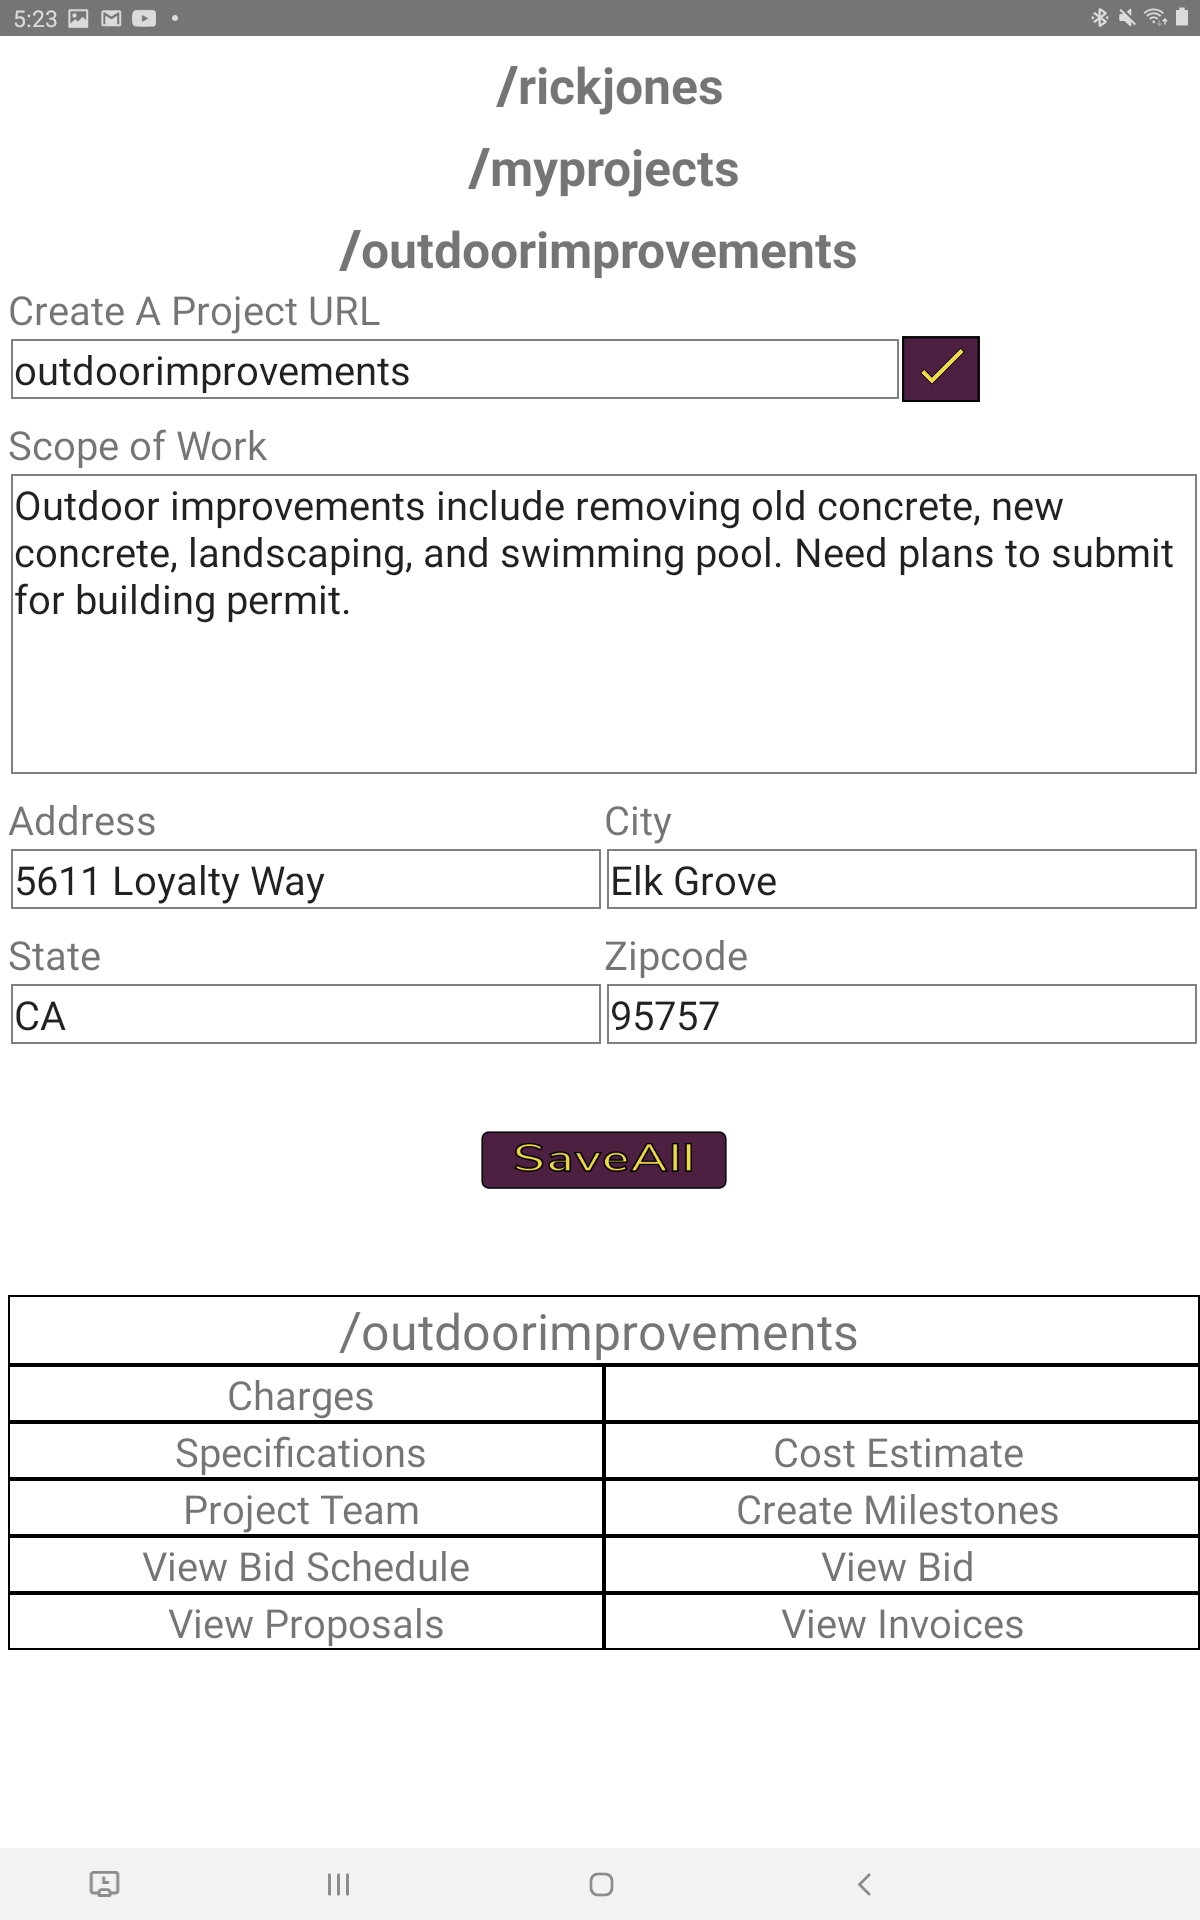 5:23
/rickjones
/myprojects
/outdoorimprovements
Create A Project URL
outdoorimprovements
Scope of Work
Outdoor improvements include removing old concrete, new
concrete, landscaping, and swimming pool. Need plans to submit
for building permit.
Address City
5611 Loyalty Way Elk Grove
State Zipcode
CA 95757
SaveAll
/outdoorimprovements
Charges
Specifications Cost Estimate
Project Team Create Milestones
View Bid Schedule View Bid
View Proposals View Invoices